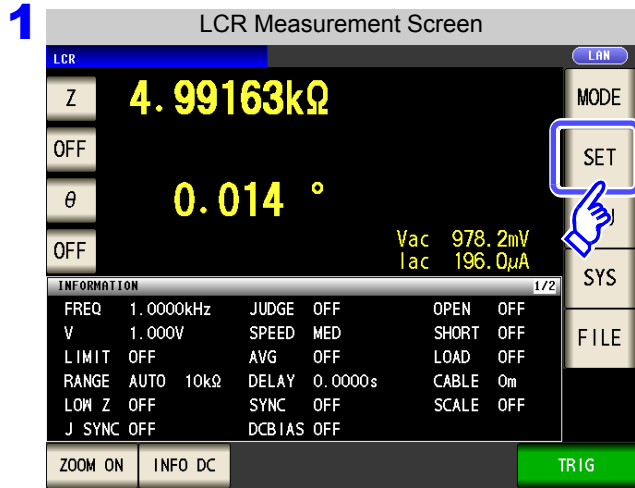 1
LCR Measurement Screen
LCR
LAN
Z 4.99163kΩ
MODE
OFF
SET
θ 0.014 °
OFF
Vac 978.2mV
Iac 196.0µA
SYS
INFORMATION 1/2
FREQ 1.0000kHz JUDGE OFF OPEN OFF
V 1.000V SPEED MED SHORT OFF
FILE
LIMIT OFF AVG OFF LOAD OFF
RANGE AUTO 10kΩ DELAY 0.0000s CABLE 0m
LOW Z OFF SYNC OFF SCALE OFF
J SYNC OFF DCBIAS OFF
ZOOM ON INFO DC TRIG